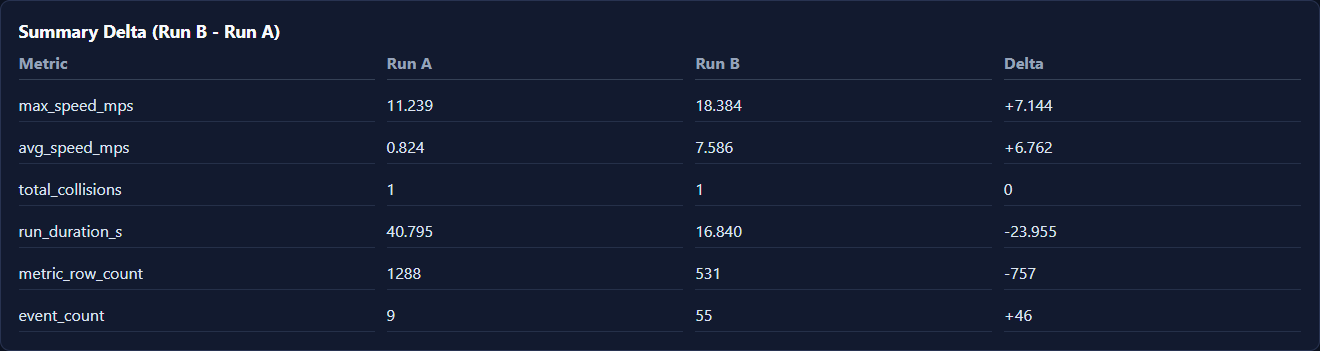 Summary Delta (Run B - Run A)
Metric Run A Run B Delta
max_speed_mps 11.239 18.384 +7.144
avg_speed_mps 0.824 7.586 +6.762
total_collisions 1 1 0
run_duration_s 40.795 16.840 -23.955
metric_row_count 1288 531 -757
event_count 9 55 +46